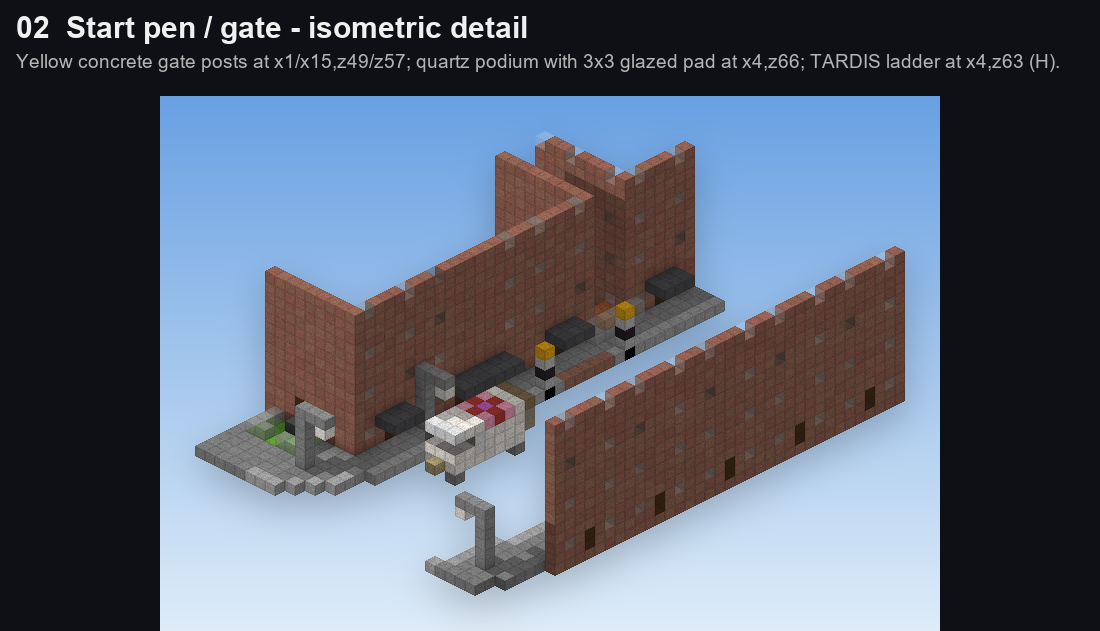 02 Start pen / gate - isometric detail
Yellow concrete gate posts at x1/x15,z49/z57; quartz podium with 3x3 glazed pad at x4,z66; TARDIS ladder at x4,z63 (H).